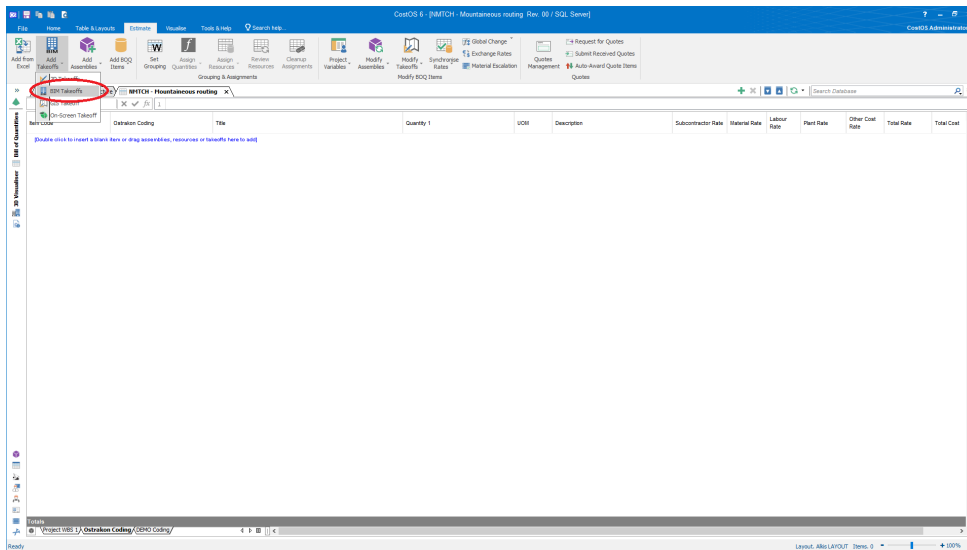 CostOS 6 - [NMTCH - Mountaineous routing Rev. 00 / SQL Server]
File Home Table & Layouts Estimate Visualise Tools & Help Search help...
CostOS Administrator
Add from Excel
Add Takeoffs
Add Assemblies
Add BOQ Items
Set Grouping
Assign Quantities
Assign Resources
Review Resources
Cleanup Assignments
Grouping & Assignments
Project Variables
Modify Assemblies
Modify Takeoffs
Synchronise Rates
Global Change
Exchange Rates
Material Escalation
Modify BOQ Items
Quotes Management
Request for Quotes
Submit Received Quotes
Auto-Award Quote Items
Quotes
BIM Takeoffs
On-Screen Takeoff
NMTCH - Mountaineous routing x
Search Database
fx 1
Item Code Ostrakon Coding Title Quantity 1 UOM Description Subcontractor Rate Material Rate Labour Rate Plant Rate Other Cost Rate Total Rate Total Cost
[Double click to insert a blank item or drag assemblies, resources or takeoffs here to add]
Bill of Quantities
3D Visualiser
Totals
Project WBS 1 Ostrakon Coding DEMO Coding
Ready
Layout. Alikis LAYOUT Items. 0 - + 100%